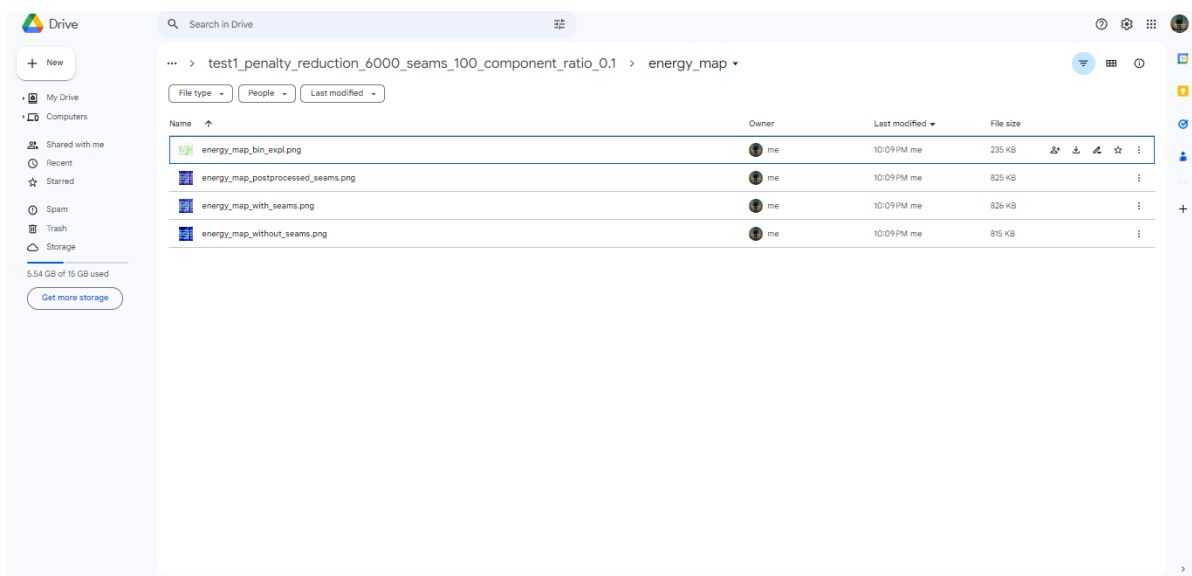 Drive
Search in Drive
New
... > test1_penalty_reduction_6000_seams_100_component_ratio_0.1 > energy_map
My Drive
Computers
Shared with me
Recent
Starred
Spam
Trash
Storage
5.54 GB of 15 GB used
Get more storage
File type People Last modified
Name Owner Last modified File size
energy_map_bin_expl.png me 10:09 PM me 235 KB
energy_map_postprocessed_seams.png me 10:09 PM me 825 KB
energy_map_with_seams.png me 10:09 PM me 826 KB
energy_map_without_seams.png me 10:09 PM me 815 KB